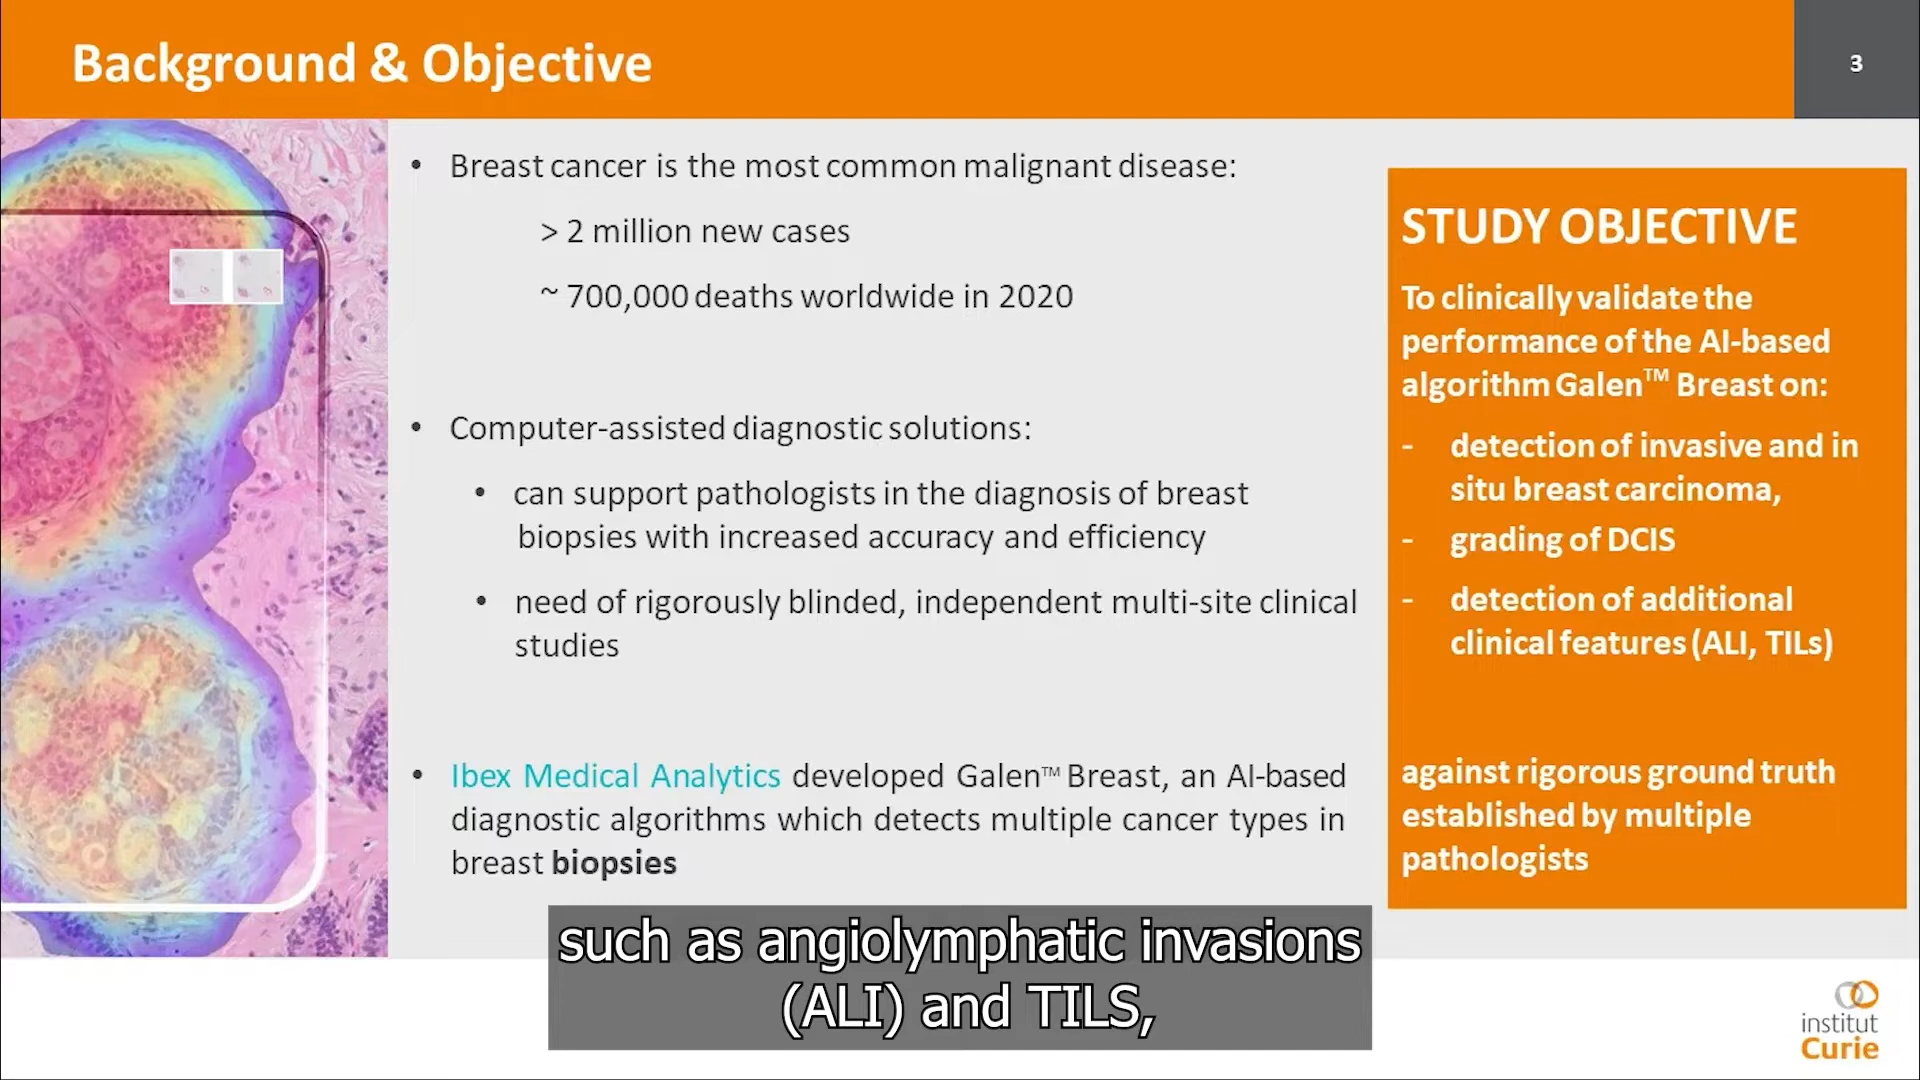 Background & Objective
3
• Breast cancer is the most common malignant disease:
> 2 million new cases
~ 700,000 deaths worldwide in 2020
• Computer-assisted diagnostic solutions:
• can support pathologists in the diagnosis of breast
biopsies with increased accuracy and efficiency
• need of rigorously blinded, independent multi-site clinical
studies
• Ibex Medical Analytics developed Galen™ Breast, an AI-based
diagnostic algorithms which detects multiple cancer types in
breast biopsies
STUDY OBJECTIVE
To clinically validate the
performance of the AI-based
algorithm Galen™ Breast on:
- detection of invasive and in
situ breast carcinoma,
- grading of DCIS
- detection of additional
clinical features (ALI, TILs)
against rigorous ground truth
established by multiple
pathologists
such as angiolymphatic invasions
(ALI) and TILS,
institut
Curie